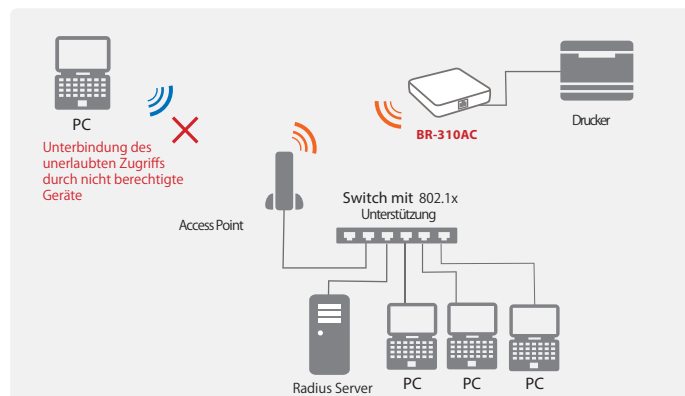 PC
Unterbindung des
unerlaubten Zugriffs
durch nicht berechtigte
Geräte
BR-310AC
Drucker
Access Point
Switch mit 802.1x
Unterstützung
Radius Server
PC
PC
PC